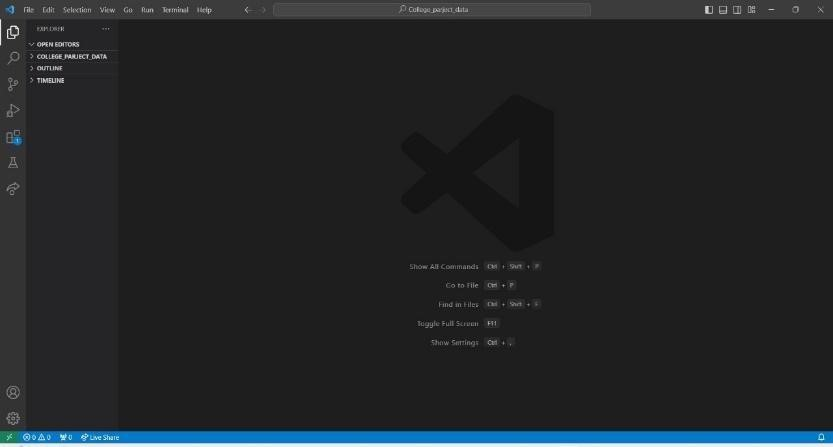 File Edit Selection View Go Run Terminal Help
College_parject_data
EXPLORER
OPEN EDITORS
COLLEGE_PARJECT_DATA
OUTLINE
TIMELINE
1
Show All Commands Ctrl + Shift + P
Go to File Ctrl + P
Find in Files Ctrl + Shift + F
Toggle Full Screen F11
Show Settings Ctrl + ,
0 0 0 Live Share